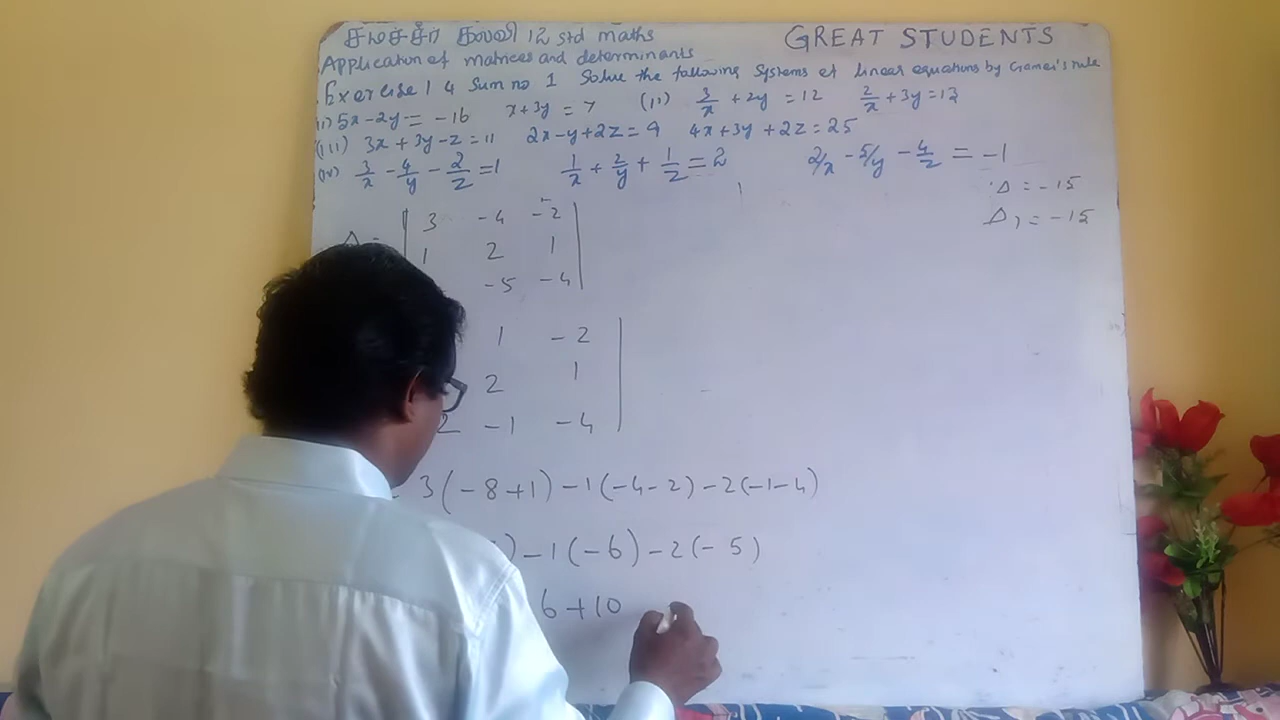 சமச்சீர் கல்வி 12 std maths GREAT STUDENTS
Application of matrices and determinants
Exercise 1 4 Sum no 1 Solve the following Systems of linear equations by Cramer's rule
(i) 5x-2y = -16 x+3y = 7 (ii) 3/x + 2y = 12 2/x + 3y = 13
(iii) 3x + 3y - z = 11 2x - y + 2z = 9 4x + 3y + 2z = 25
(iv) 3/x - 4/y - 2/z = 1 1/x + 2/y + 1/z = 2 2/x - 5/y - 4/z = -1
Δ = -15
Δ1 = -15
3 -4 -2
1 2 1
-5 -4
1 -2
2 1
2 -1 -4
3(-8+1) -1(-4-2) -2(-1-4)
) -1(-6) -2(-5)
6+10